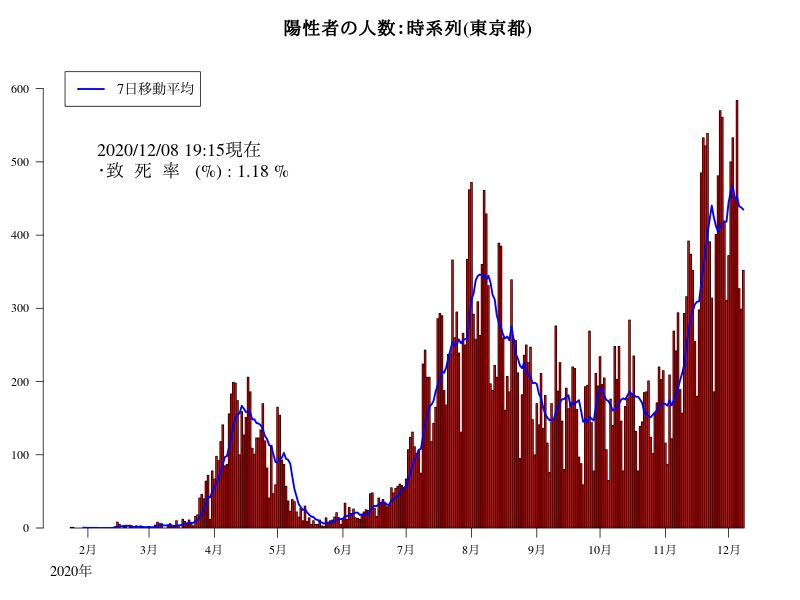 陽性者の人数：時系列(東京都)
7日移動平均
2020/12/08 19:15現在
・致 死 率 (%) : 1.18 %
600
500
400
300
200
100
0
2月 3月 4月 5月 6月 7月 8月 9月 10月 11月 12月
2020年